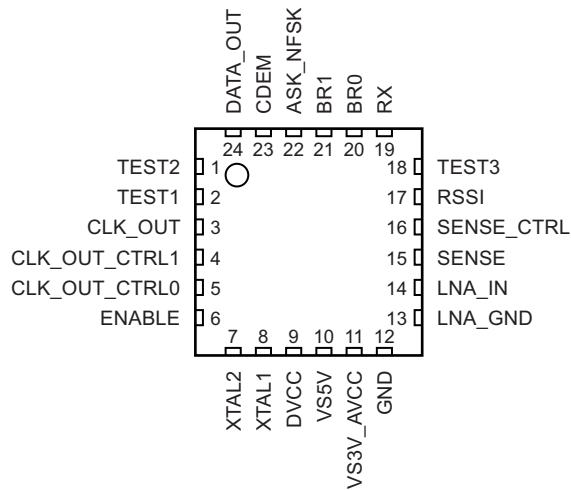 DATA_OUT
CDEM
ASK_NFSK
BR1
BR0
RX
24 23 22 21 20 19
TEST2 1 18 TEST3
TEST1 2 17 RSSI
CLK_OUT 3 16 SENSE_CTRL
CLK_OUT_CTRL1 4 15 SENSE
CLK_OUT_CTRL0 5 14 LNA_IN
ENABLE 6 13 LNA_GND
7 8 9 10 11 12
XTAL2
XTAL1
DVCC
VS5V
VS3V_AVCC
GND